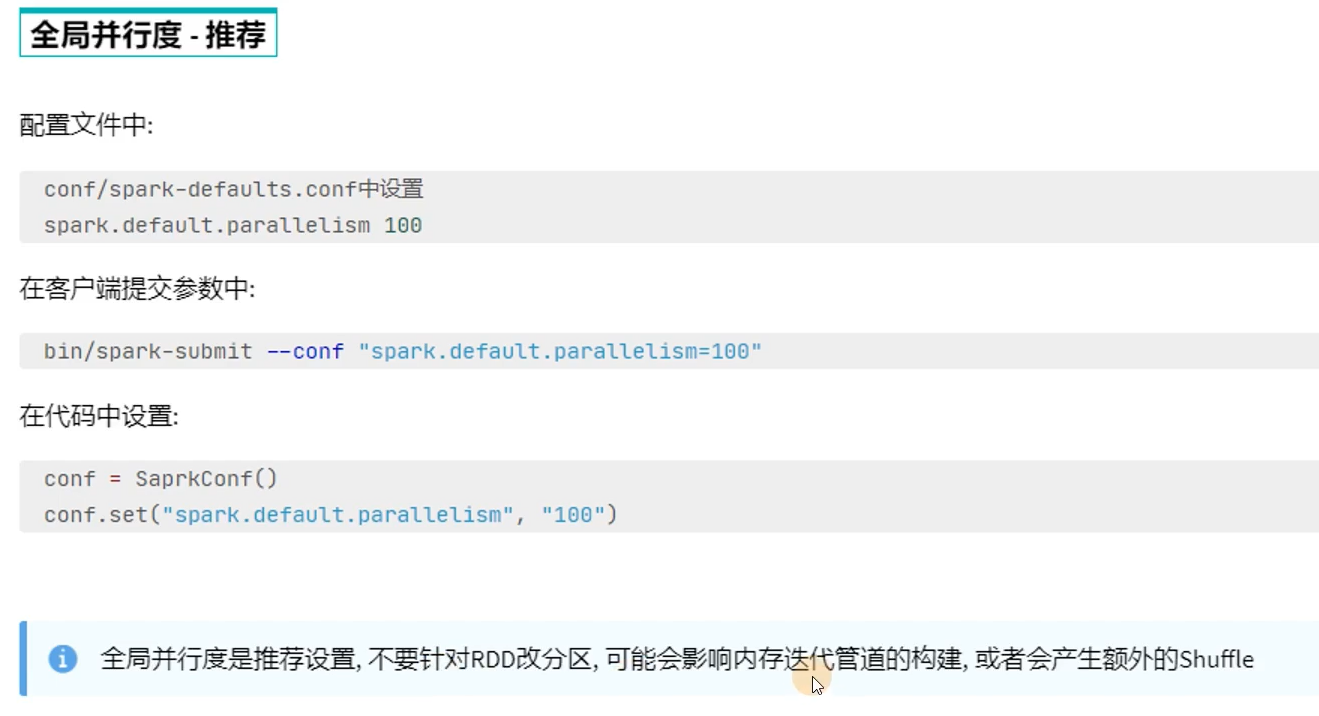 全局并行度 - 推荐
配置文件中:
conf/spark-defaults.conf中设置
spark.default.parallelism 100
在客户端提交参数中:
bin/spark-submit --conf "spark.default.parallelism=100"
在代码中设置:
conf = SaprkConf()
conf.set("spark.default.parallelism", "100")
全局并行度是推荐设置, 不要针对RDD改分区, 可能会影响内存迭代管道的构建, 或者会产生额外的Shuffle